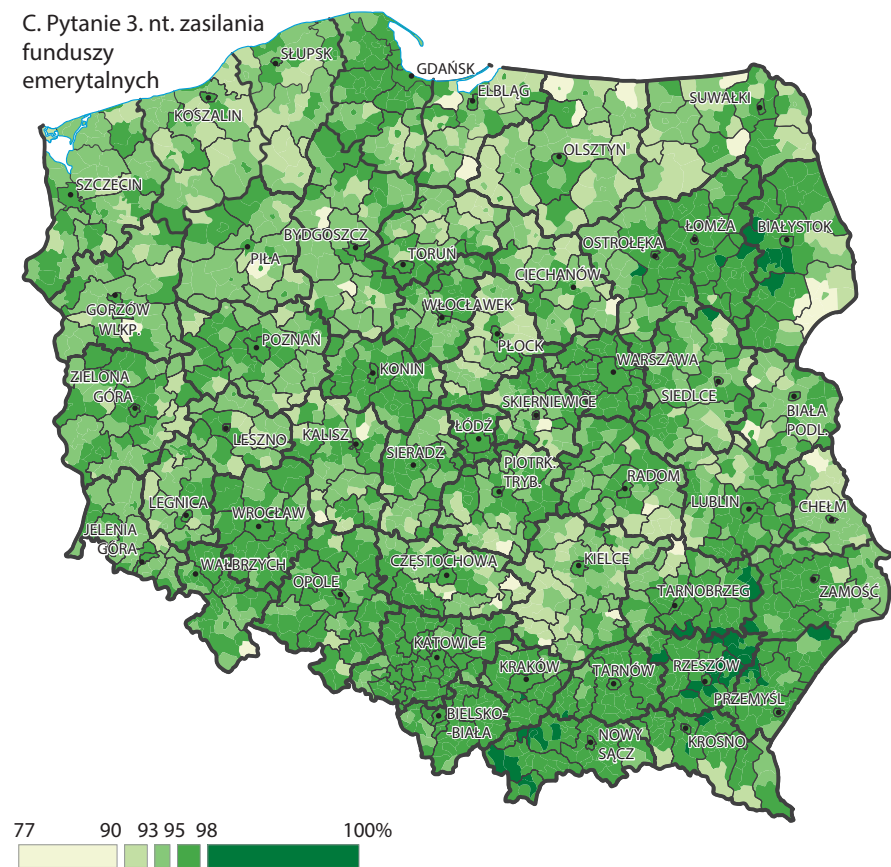 C. Pytanie 3. nt. zasilania
funduszy
emerytalnych
SŁUPSK
GDAŃSK
ELBLĄG
SUWAŁKI
KOSZALIN
OLSZTYN
SZCZECIN
BYDGOSZCZ
PIŁA
TORUŃ
OSTROŁĘKA
ŁOMŻA
BIAŁYSTOK
CIECHANÓW
GORZÓW
WLKP.
WŁOCŁAWEK
PŁOCK
POZNAŃ
KONIN
WARSZAWA
ZIELONA
GÓRA
SKIERNIEWICE
SIEDLCE
BIAŁA
PODL.
LESZNO
KALISZ
SIERADZ
ŁÓDŹ
PIOTRK.
TRYB.
RADOM
LUBLIN
CHEŁM
LEGNICA
WROCŁAW
JELENIA
GÓRA
WAŁBRZYCH
OPOLE
CZĘSTOCHOWA
KIELCE
TARNOBRZEG
ZAMOŚĆ
KATOWICE
KRAKÓW
TARNÓW
RZESZÓW
PRZEMYŚL
BIELSKO-
-BIAŁA
NOWY
SĄCZ
KROSNO
77 90 93 95 98 100%